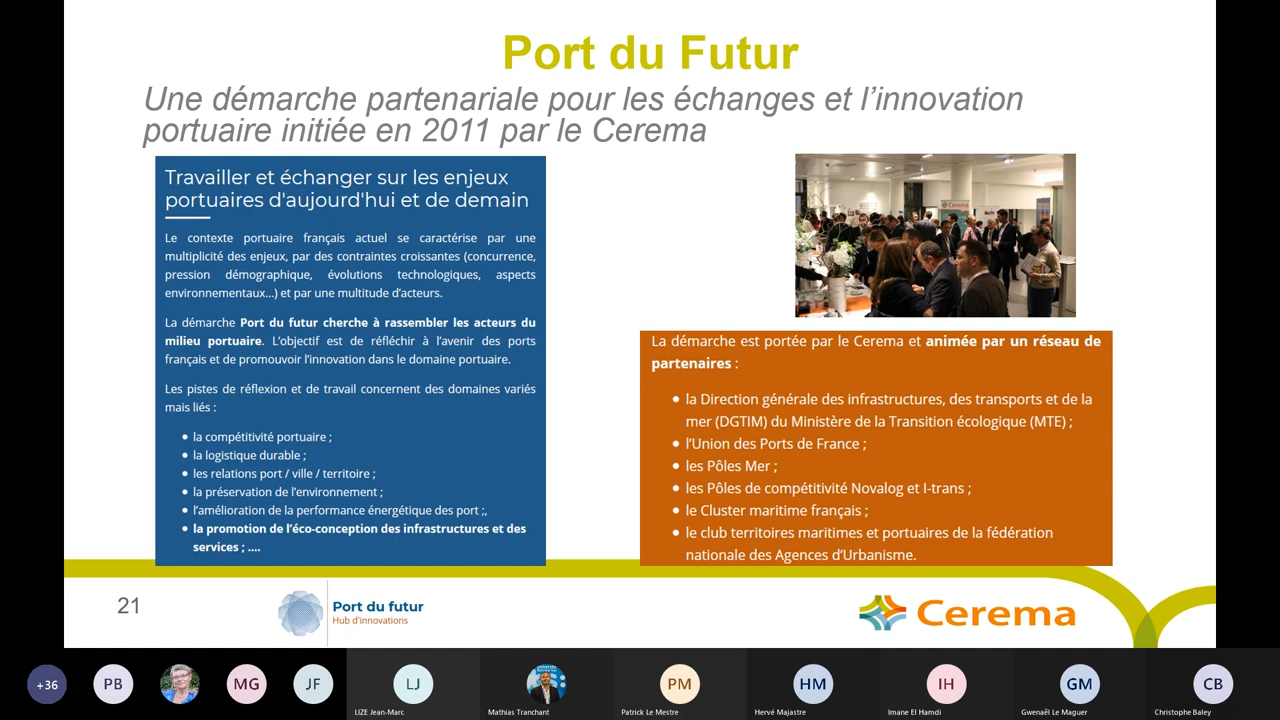 Port du Futur
Une démarche partenariale pour les échanges et l’innovation
portuaire initiée en 2011 par le Cerema
Travailler et échanger sur les enjeux
portuaires d'aujourd'hui et de demain
Le contexte portuaire français actuel se caractérise par une
multiplicité des enjeux, par des contraintes croissantes (concurrence,
pression démographique, évolutions technologiques, aspects
environnementaux...) et par une multitude d’acteurs.
La démarche Port du futur cherche à rassembler les acteurs du
milieu portuaire. L’objectif est de réfléchir à l’avenir des ports
français et de promouvoir l’innovation dans le domaine portuaire.
Les pistes de réflexion et de travail concernent des domaines variés
mais liés :
• la compétitivité portuaire ;
• la logistique durable ;
• les relations port / ville / territoire ;
• la préservation de l’environnement ;
• l’amélioration de la performance énergétique des port ;,
• la promotion de l’éco-conception des infrastructures et des
services ; ....
Cerema
La démarche est portée par le Cerema et animée par un réseau de
partenaires :
• la Direction générale des infrastructures, des transports et de la
mer (DGTIM) du Ministère de la Transition écologique (MTE) ;
• l’Union des Ports de France ;
• les Pôles Mer ;
• les Pôles de compétitivité Novalog et I-trans ;
• le Cluster maritime français ;
• le club territoires maritimes et portuaires de la fédération
nationale des Agences d’Urbanisme.
21
Port du futur
Hub d'innovations
Cerema
+36
PB
MG
JF
LJ
PM
HM
IH
GM
CB
LIZE Jean-Marc
Mathias Tranchant
Patrick Le Mestre
Hervé Majastre
Imane El Hamdi
Gwenaël Le Maguer
Christophe Baley